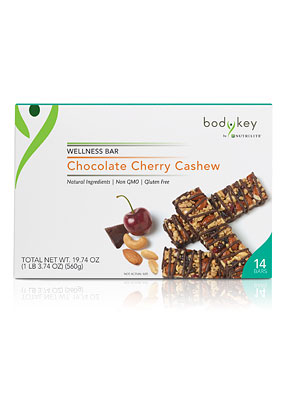 bodykey
by NUTRILITE
WELLNESS BAR
Chocolate Cherry Cashew
Natural Ingredients | Non GMO | Gluten Free
TOTAL NET WT. 19.74 OZ
(1 LB 3.74 OZ) (560g)
14
BARS